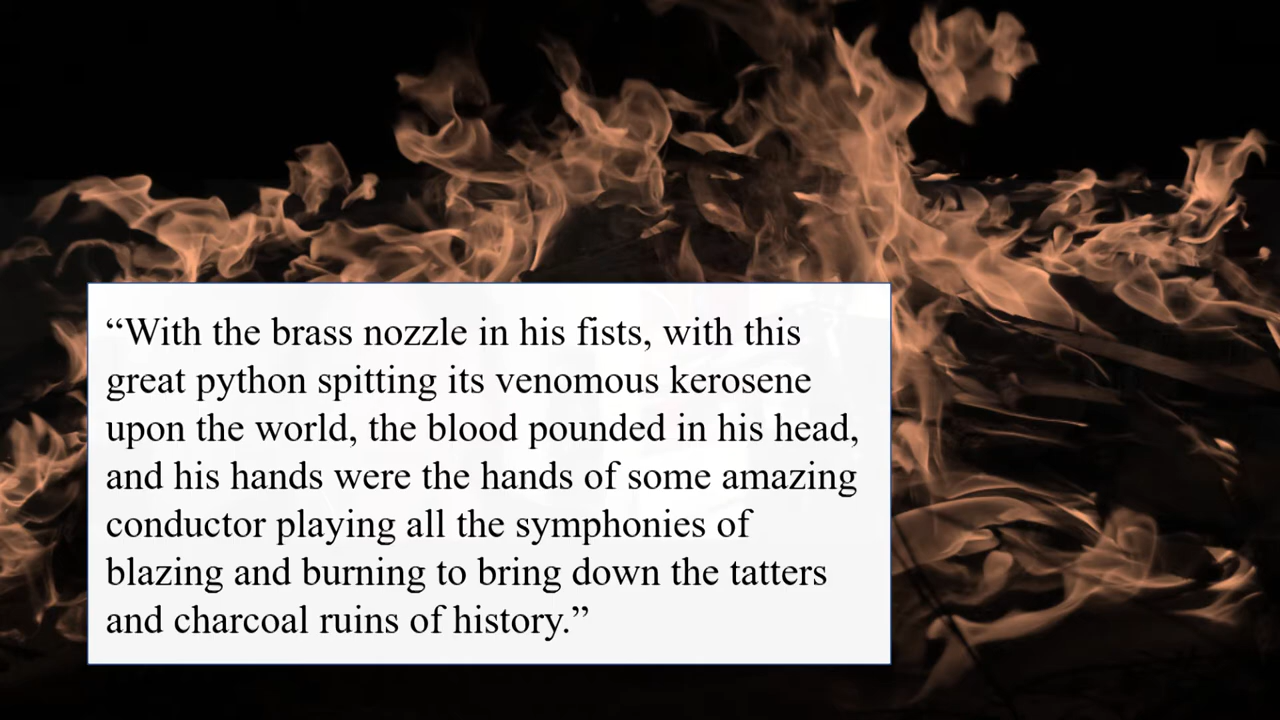 “With the brass nozzle in his fists, with this
great python spitting its venomous kerosene
upon the world, the blood pounded in his head,
and his hands were the hands of some amazing
conductor playing all the symphonies of
blazing and burning to bring down the tatters
and charcoal ruins of history.”